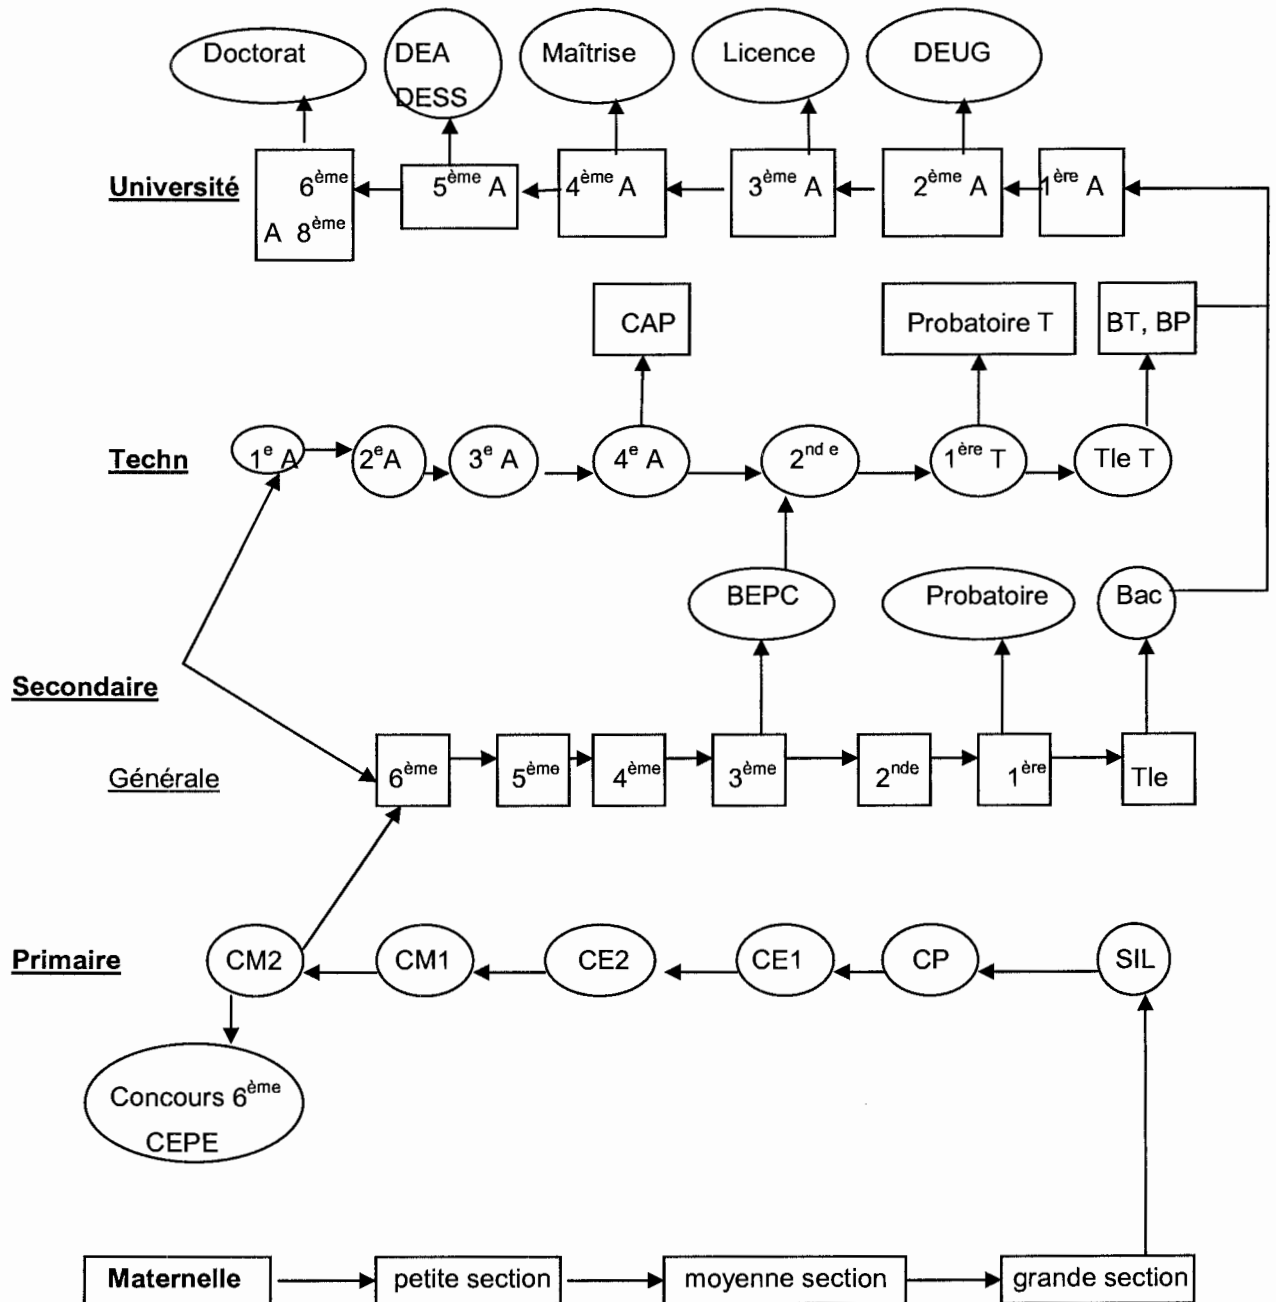 Doctorat DEA Maîtrise Licence DEUG
DESS
Université 6ème 5ème A 4ème A 3ème A 2ème A 1ère A
A 8ème
CAP Probatoire T BT, BP
Techn 1e A 2eA 3e A 4e A 2nd e 1ère T Tle T
BEPC Probatoire Bac
Secondaire
Générale 6ème 5ème 4ème 3ème 2nde 1ère Tle
Primaire CM2 CM1 CE2 CE1 CP SIL
Concours 6ème
CEPE
Maternelle petite section moyenne section grande section